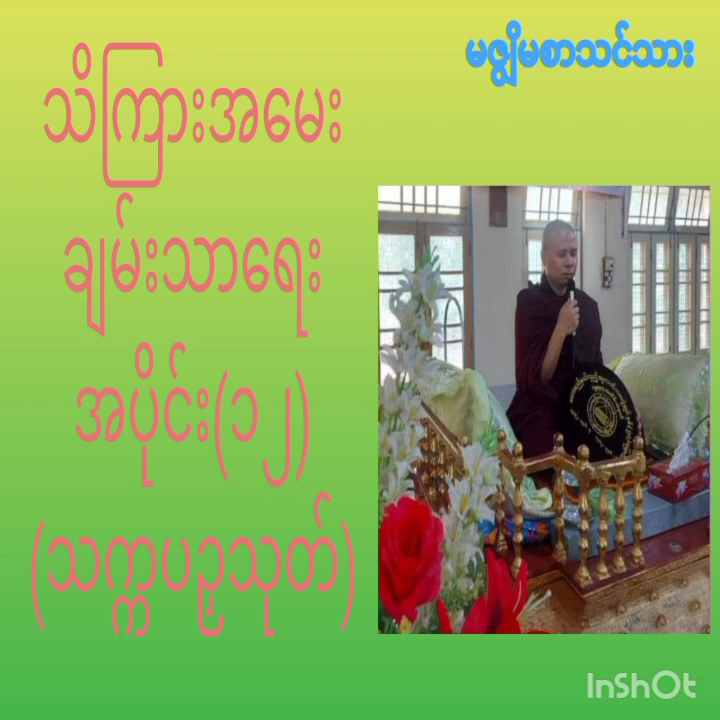 မဇ္ဈိမစာသင်သား
သိကြားအမေး
ချမ်းသာရေး
အပိုင်း(၁၂)
(သက္ကပဉှသုတ်)
InShOt